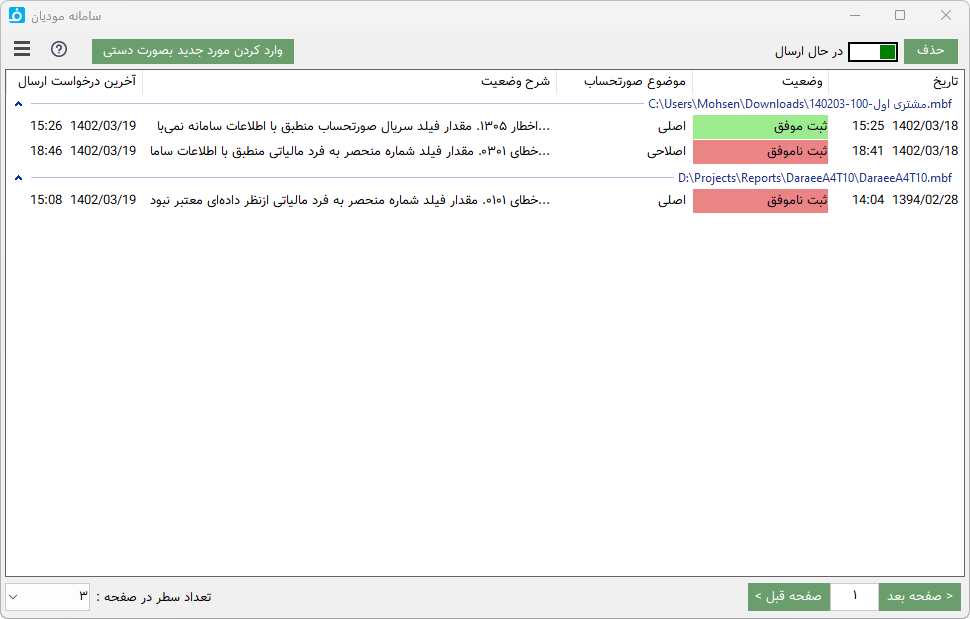 سامانه مودیان
حذف در حال ارسال وارد کردن مورد جدید بصورت دستی
تاریخ وضعیت موضوع صورتحساب شرح وضعیت آخرین درخواست ارسال
C:\Users\Mohsen\Downloads\140203-100-مشتری اول.mbf
1402/03/18 15:25 ثبت موفق اصلی اخطار ۱۳۰۵. مقدار فیلد سریال صورتحساب منطبق با اطلاعات سامانه نمی‌با... 1402/03/19 15:26
1402/03/18 18:41 ثبت ناموفق اصلاحی خطای ۰۳۰۱. مقدار فیلد شماره منحصر به فرد مالیاتی منطبق با اطلاعات ساما... 1402/03/19 18:46
D:\Projects\Reports\DaraeeA4T10\DaraeeA4T10.mbf
1394/02/28 14:04 ثبت ناموفق اصلی خطای ۰۱۰۱. مقدار فیلد شماره منحصر به فرد مالیاتی ازنظر داده‌ای معتبر نبود... 1402/03/19 15:08
صفحه بعد > ۱ < صفحه قبل تعداد سطر در صفحه : ۳